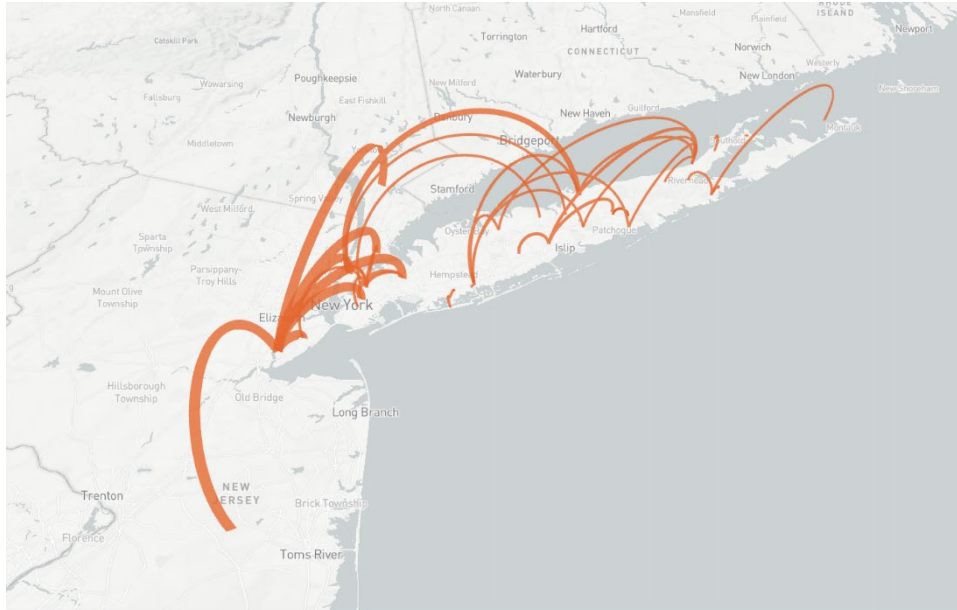 North Canaan
Mansfield
Plainfield
ISLAND
Catskill Park
Torrington
Hartford
Newport
CONNECTICUT
Norwich
Waterbury
Westerly
Wawarsing
Poughkeepsie
New Milford
New London
Fallsburg
East Fishkill
New Shoreham
Newburgh
Danbury
New Haven
Guilford
Middletown
Bridgeport
Montauk
Stamford
Riverhead
Spring Valley
West Milford
Oyster Bay
Patchogue
Sparta
Township
Islip
Parsippany-
Troy Hills
Hempstead
Mount Olive
Township
New York
Hillsborough
Township
Old Bridge
Long Branch
NEW
JERSEY
Trenton
Brick Township
Florence
Toms River